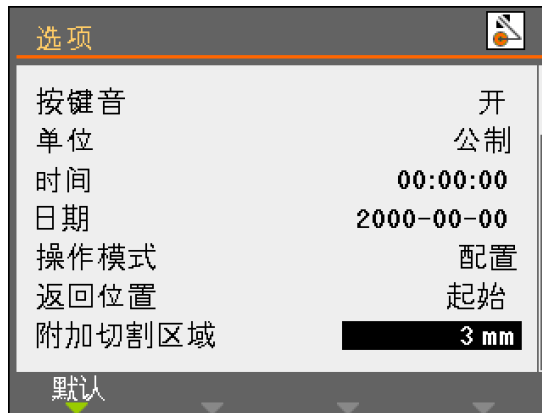 选项
按键音 开
单位 公制
时间 00:00:00
日期 2000-00-00
操作模式 配置
返回位置 起始
附加切割区域 3 mm
默认